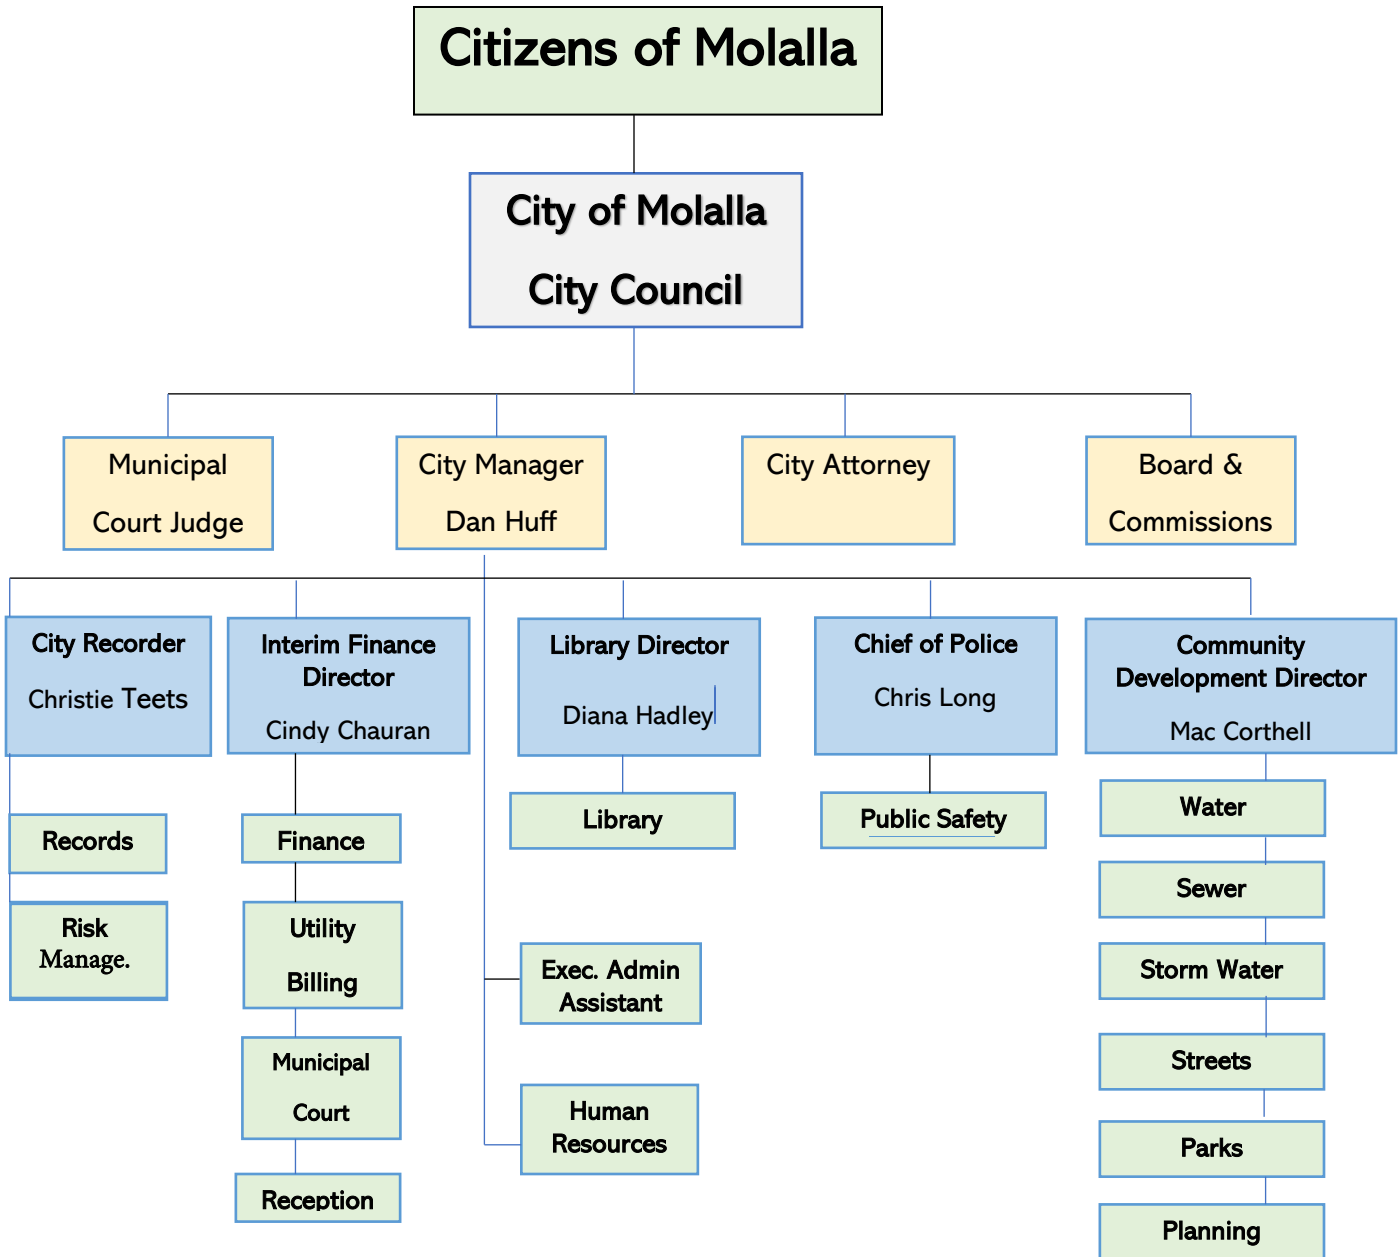 Citizens of Molalla
City of Molalla
City Council
Municipal
Court Judge
City Manager
Dan Huff
City Attorney
Board &
Commissions
City Recorder
Christie Teets
Interim Finance
Director
Cindy Chauran
Library Director
Diana Hadley
Chief of Police
Chris Long
Community
Development Director
Mac Corthell
Records
Risk
Manage.
Finance
Utility
Billing
Municipal
Court
Reception
Library
Exec. Admin
Assistant
Human
Resources
Public Safety
Water
Sewer
Storm Water
Streets
Parks
Planning